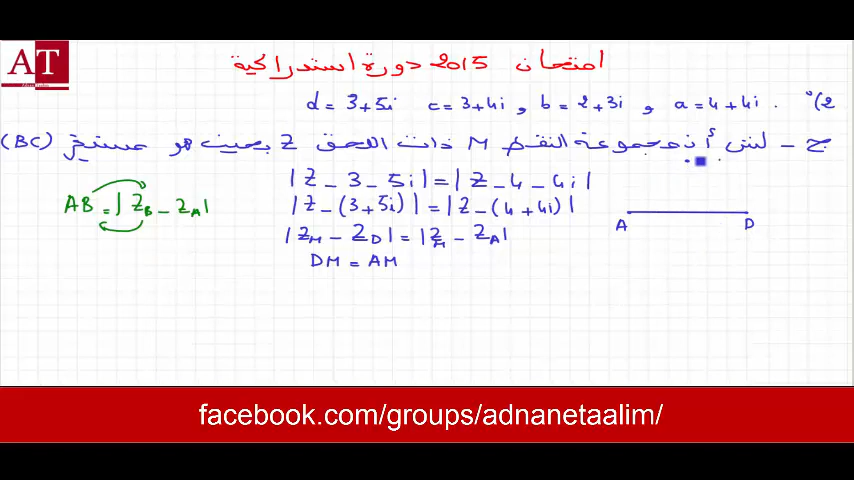 AT
امتحان 2015 دورة استدراكية
2)° a = 4 + 4i و b = 2 + 3i , c = 3 + 4i d = 3 + 5i
ج - لنبين أن مجموعة النقط M ذات اللحق Z بحيث هو مستقيم (BC)
|Z - 3 - 5i| = |Z - 4 - 4i|
AB = |Z_B - Z_A|
|Z - (3 + 5i)| = |Z - (4 + 4i)|
A D
|Z_M - Z_D| = |Z_M - Z_A|
DM = AM
facebook.com/groups/adnanetaalim/